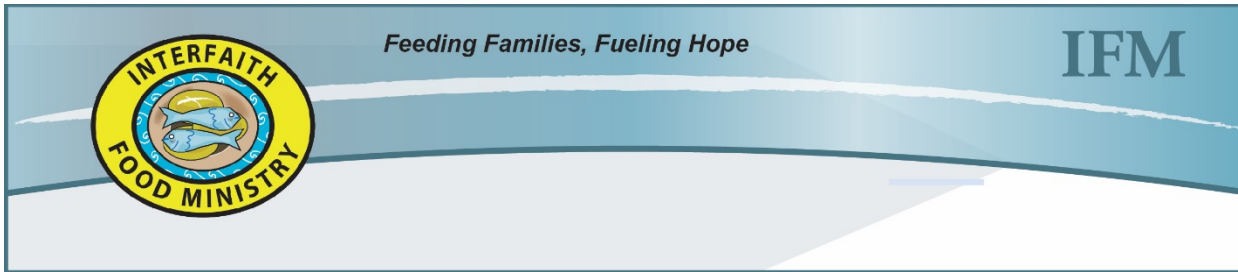 Feeding Families, Fueling Hope
IFM
INTERFAITH
FOOD MINISTRY